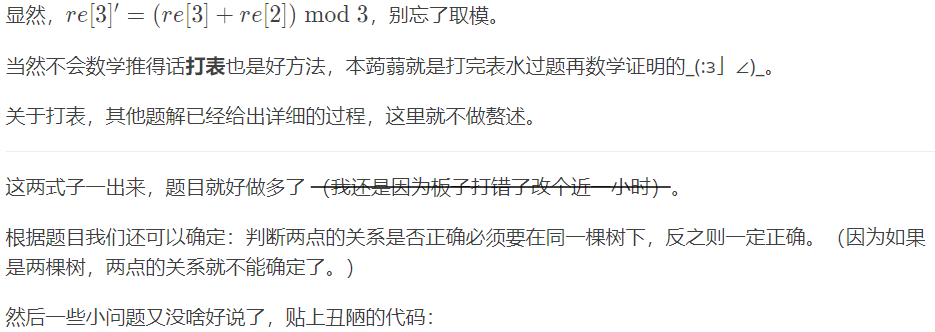 显然，re[3]′ = (re[3] + re[2]) mod 3，别忘了取模。
当然不会数学推得话打表也是好方法，本蒟蒻就是打完表水过题再数学证明的_(:з」∠)_。
关于打表，其他题解已经给出详细的过程，这里就不做赘述。
这两式子一出来，题目就好做多了（我还是因为板子打错了改个近一小时）。
根据题目我们还可以确定：判断两点的关系是否正确必须要在同一棵树下，反之则一定正确。（因为如果
是两棵树，两点的关系就不能确定了。）
然后一些小问题又没啥好说了，贴上丑陋的代码：